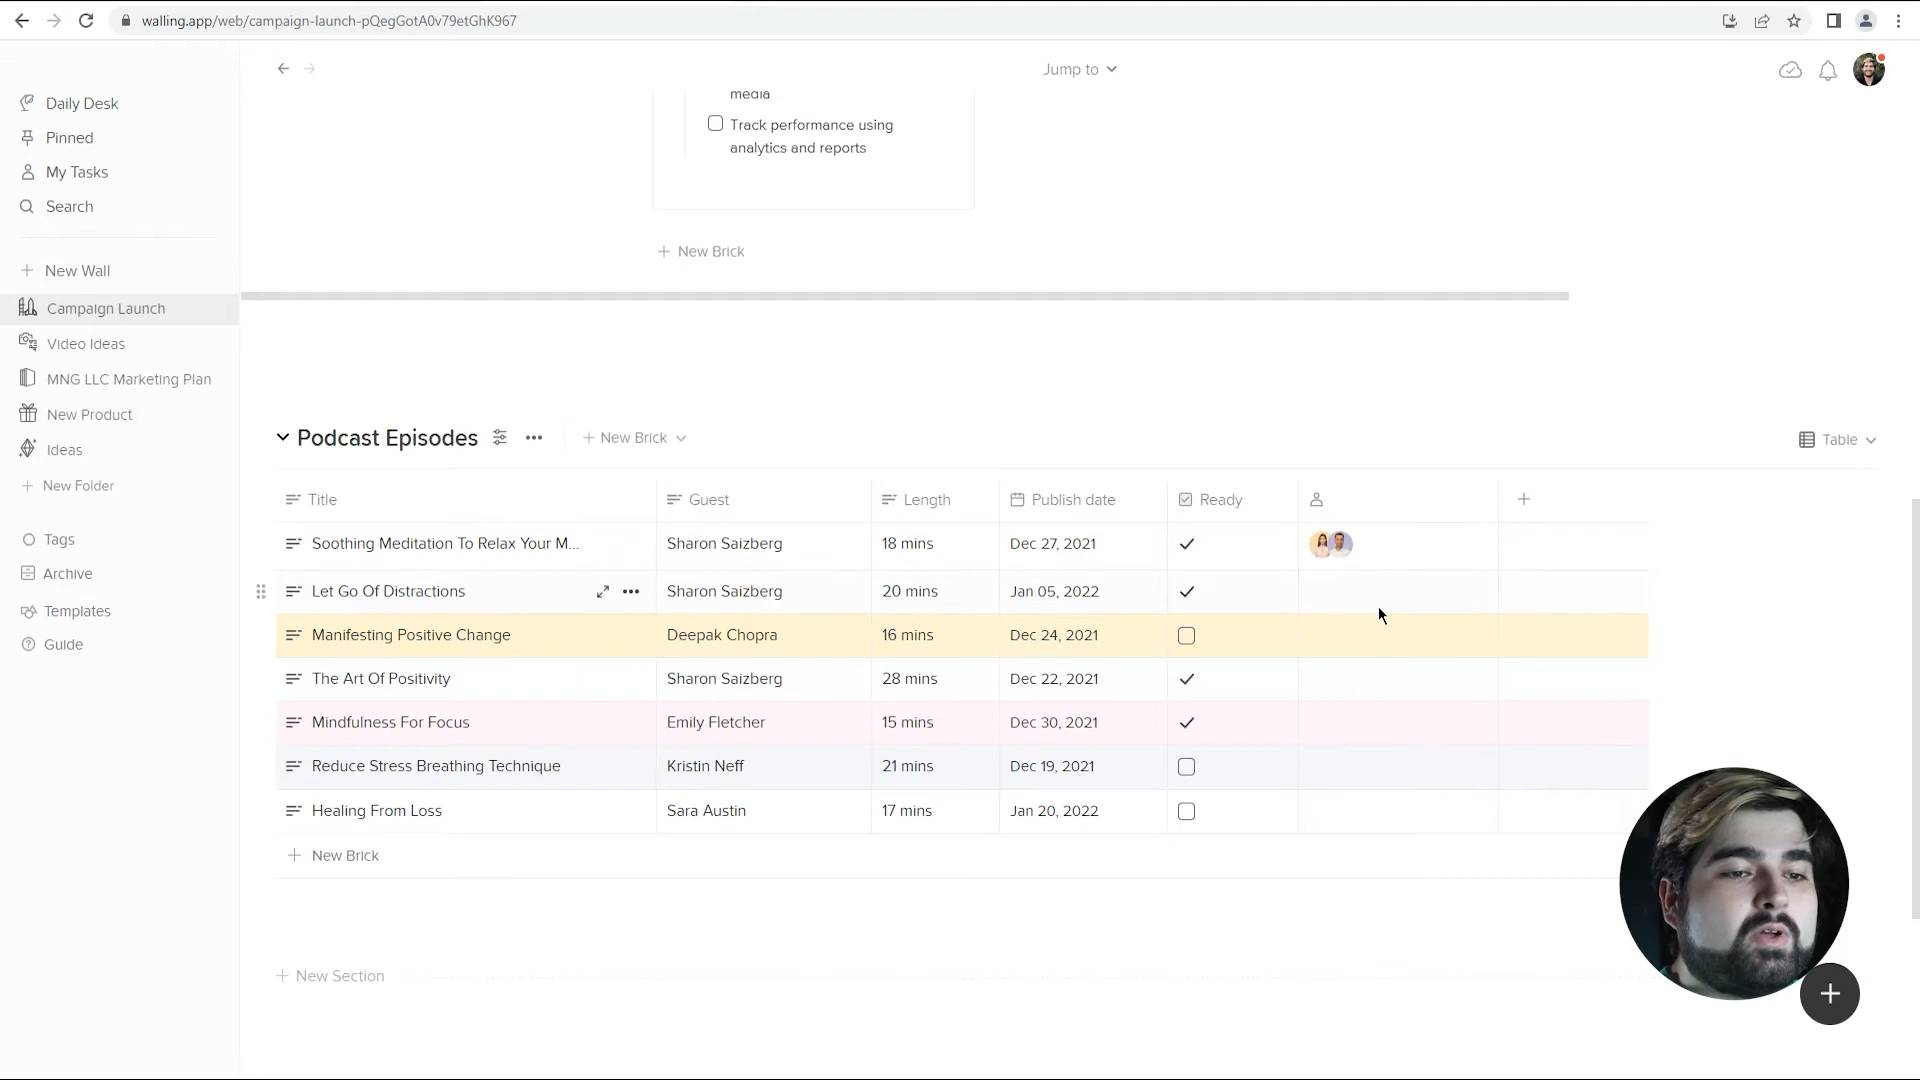 walling.app/web/campaign-launch-pQegGotA0v79etGhK967
Daily Desk
Pinned
My Tasks
Search
New Wall
Campaign Launch
Video Ideas
MNG LLC Marketing Plan
New Product
Ideas
New Folder
Tags
Archive
Templates
Guide
Jump to
media
Track performance using
analytics and reports
New Brick
Podcast Episodes
New Brick
Table
Title Guest Length Publish date Ready
Soothing Meditation To Relax Your M... Sharon Saizberg 18 mins Dec 27, 2021
Let Go Of Distractions Sharon Saizberg 20 mins Jan 05, 2022
Manifesting Positive Change Deepak Chopra 16 mins Dec 24, 2021
The Art Of Positivity Sharon Saizberg 28 mins Dec 22, 2021
Mindfulness For Focus Emily Fletcher 15 mins Dec 30, 2021
Reduce Stress Breathing Technique Kristin Neff 21 mins Dec 19, 2021
Healing From Loss Sara Austin 17 mins Jan 20, 2022
New Brick
New Section